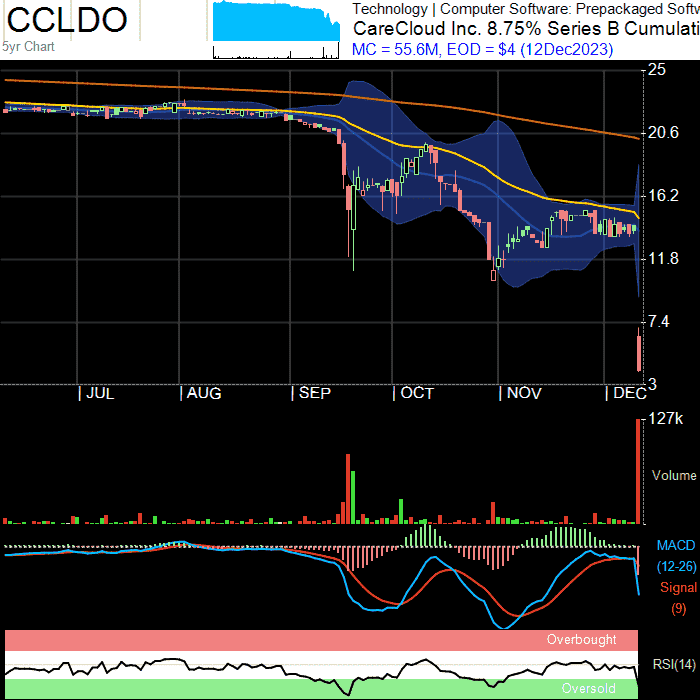 CCLDO
5yr Chart
Technology | Computer Software: Prepackaged Softw
CareCloud Inc. 8.75% Series B Cumulati
MC = 55.6M, EOD = $4 (12Dec2023)
25
20.6
16.2
11.8
7.4
3
| JUL
| AUG
| SEP
| OCT
| NOV
| DEC
127k
Volume
MACD
(12-26)
Signal
(9)
Overbought
RSI(14)
Oversold